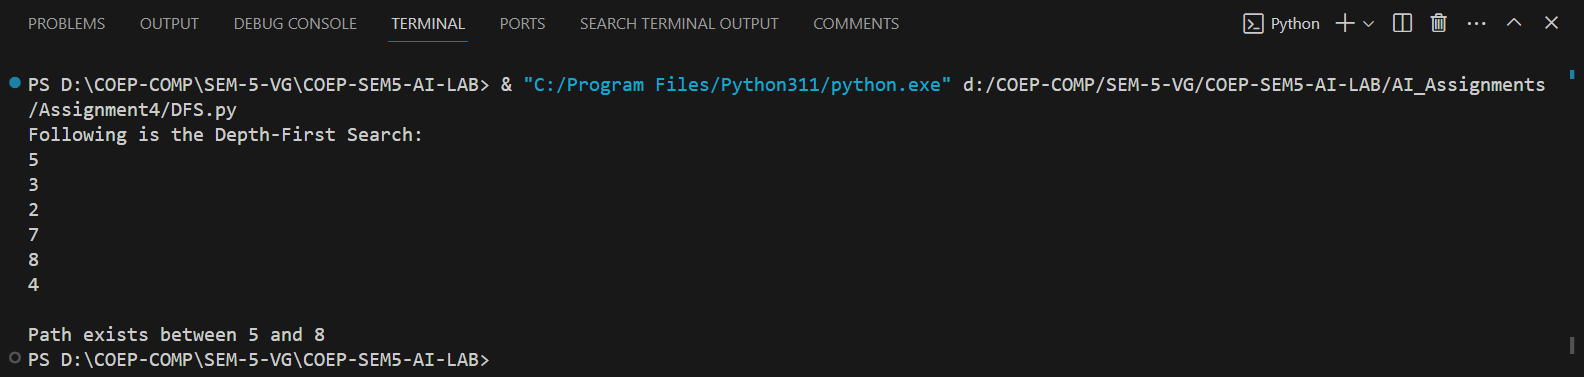 PROBLEMS OUTPUT DEBUG CONSOLE TERMINAL PORTS SEARCH TERMINAL OUTPUT COMMENTS Python
PS D:\COEP-COMP\SEM-5-VG\COEP-SEM5-AI-LAB> & "C:/Program Files/Python311/python.exe" d:/COEP-COMP/SEM-5-VG/COEP-SEM5-AI-LAB/AI_Assignments
/Assignment4/DFS.py
Following is the Depth-First Search:
5
3
2
7
8
4
Path exists between 5 and 8
PS D:\COEP-COMP\SEM-5-VG\COEP-SEM5-AI-LAB>